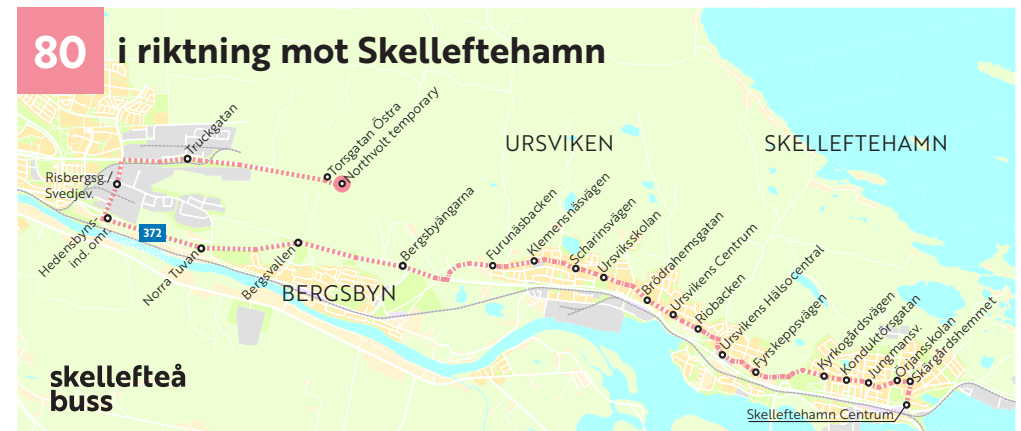 80
i riktning mot Skelleftehamn
URSVIKEN
SKELLEFTEHAMN
Truckgatan
Torsgatan Östra
Northvolt temporary
Risbergsg./
Svedjev.
Hedensbyns-
ind. omr.
372
Norra Tuvan
Bergsvallen
BERGSBYN
Bergsbyängarna
Furunäsbacken
Klemensnäsvägen
Scharinsvägen
Ursviksskolan
Brödrahemsgatan
Ursvikens Centrum
Riobacken
Ursvikens Hälsocentral
Fyrskeppsvägen
Kyrkogårdsvägen
Konduktörsgatan
Jungmansv.
Örjansskolan
Skärgårdshemmet
Skelleftehamn Centrum
skellefteå
buss